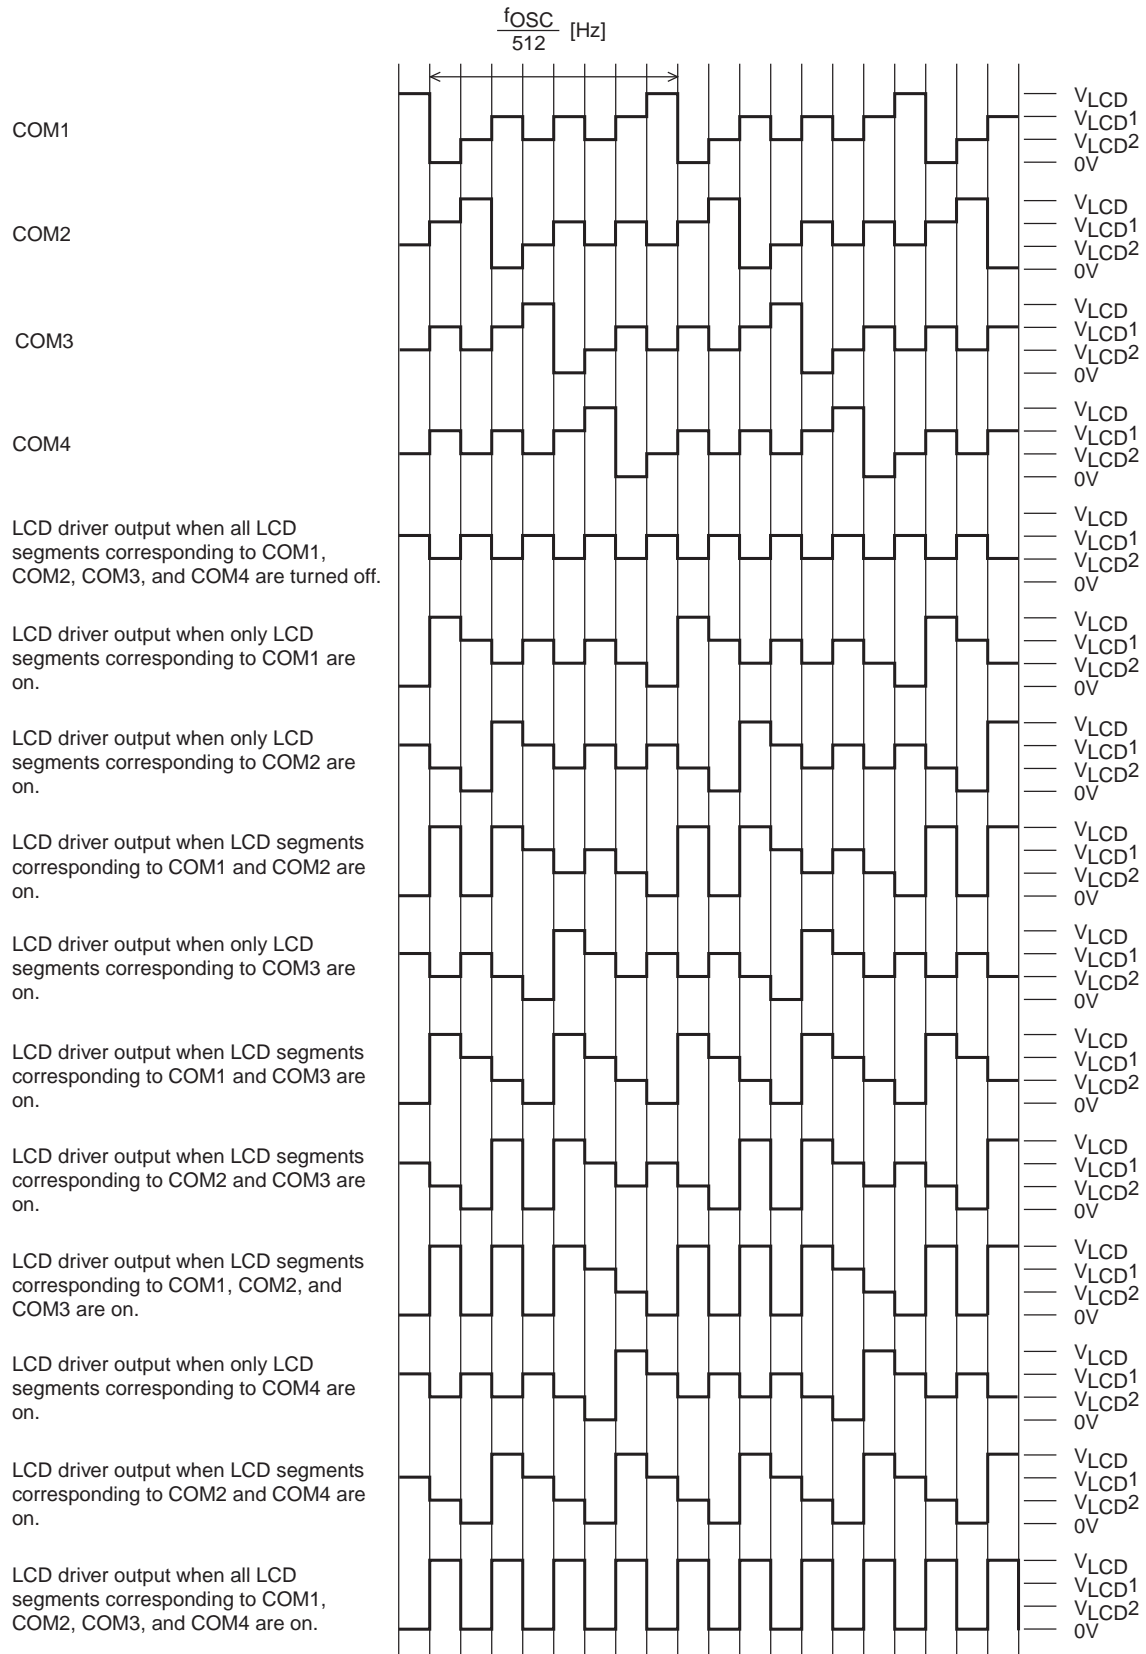 fOSC
512
[Hz]
COM1
VLCD
VLCD1
VLCD2
0V
COM2
VLCD
VLCD1
VLCD2
0V
COM3
VLCD
VLCD1
VLCD2
0V
COM4
VLCD
VLCD1
VLCD2
0V
LCD driver output when all LCD
segments corresponding to COM1,
COM2, COM3, and COM4 are turned off.
VLCD
VLCD1
VLCD2
0V
LCD driver output when only LCD
segments corresponding to COM1 are
on.
VLCD
VLCD1
VLCD2
0V
LCD driver output when only LCD
segments corresponding to COM2 are
on.
VLCD
VLCD1
VLCD2
0V
LCD driver output when LCD segments
corresponding to COM1 and COM2 are
on.
VLCD
VLCD1
VLCD2
0V
LCD driver output when only LCD
segments corresponding to COM3 are
on.
VLCD
VLCD1
VLCD2
0V
LCD driver output when LCD segments
corresponding to COM1 and COM3 are
on.
VLCD
VLCD1
VLCD2
0V
LCD driver output when LCD segments
corresponding to COM2 and COM3 are
on.
VLCD
VLCD1
VLCD2
0V
LCD driver output when LCD segments
corresponding to COM1, COM2, and
COM3 are on.
VLCD
VLCD1
VLCD2
0V
LCD driver output when only LCD
segments corresponding to COM4 are
on.
VLCD
VLCD1
VLCD2
0V
LCD driver output when LCD segments
corresponding to COM2 and COM4 are
on.
VLCD
VLCD1
VLCD2
0V
LCD driver output when all LCD
segments corresponding to COM1,
COM2, COM3, and COM4 are on.
VLCD
VLCD1
VLCD2
0V